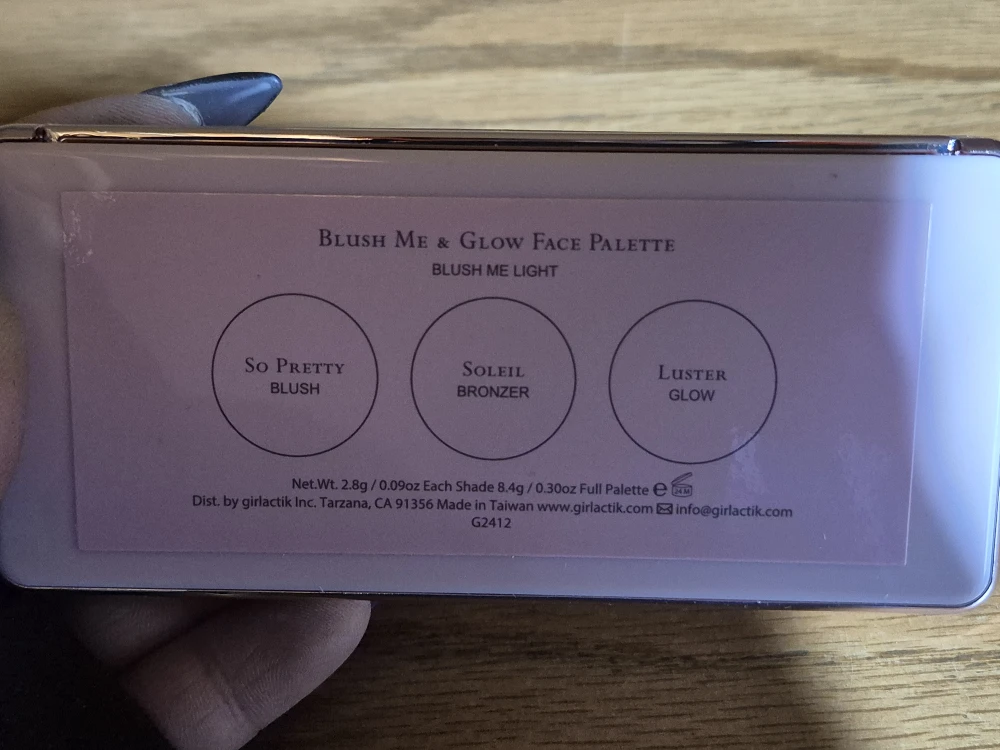 Blush Me & Glow Face Palette
BLUSH ME LIGHT
So Pretty
BLUSH
Soleil
BRONZER
Luster
GLOW
Net.Wt. 2.8g / 0.09oz Each Shade 8.4g / 0.30oz Full Palette ℮ 24 M
Dist. by girlactik Inc. Tarzana, CA 91356 Made in Taiwan www.girlactik.com info@girlactik.com
G2412